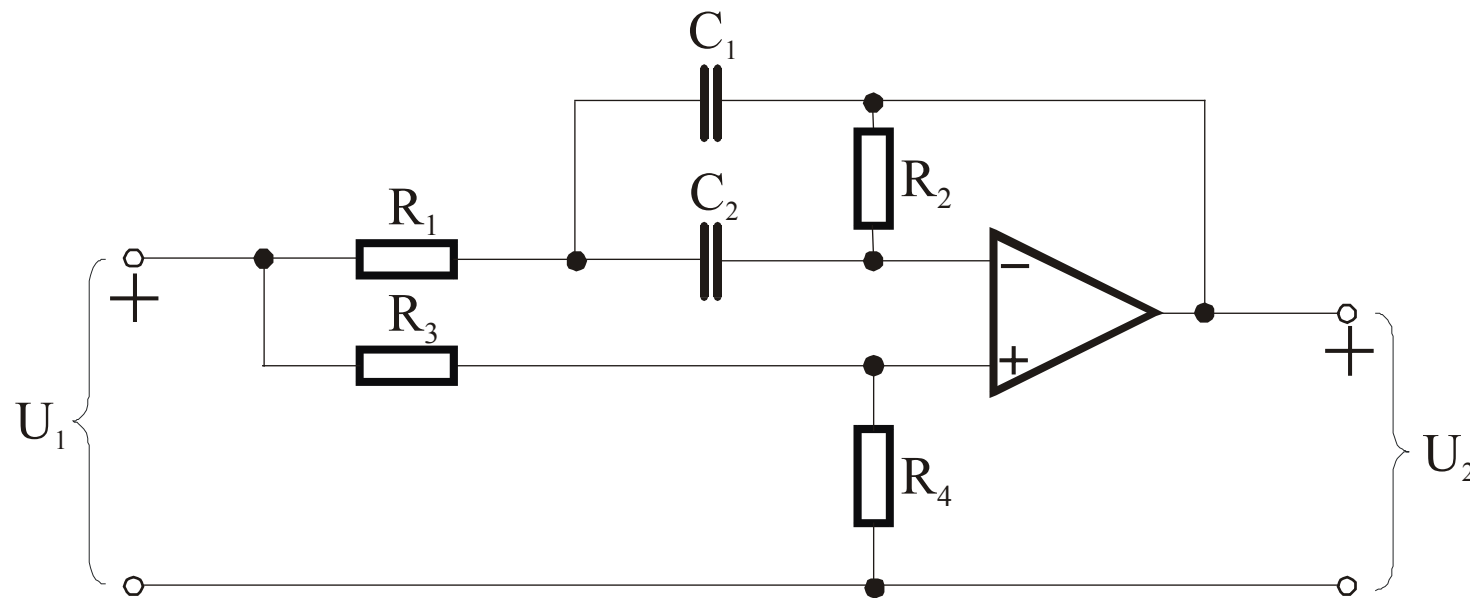 C₁
R₂
C₂
R₁
R₃
+
−
+
+
U₁
U₂
R₄